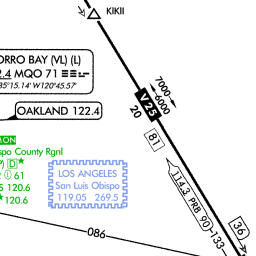 KIKII
ORRO BAY (VL) (L)
2.4 MQO 71
35°15.14' W120°45.57'
OAKLAND 122.4
7000
*6000
V25
20
81
spo County Rgnl
D*
61
S 120.6
*120.6
LOS ANGELES
San Luis Obispo
119.05 269.5
114.3 PRB 90
133
36
086